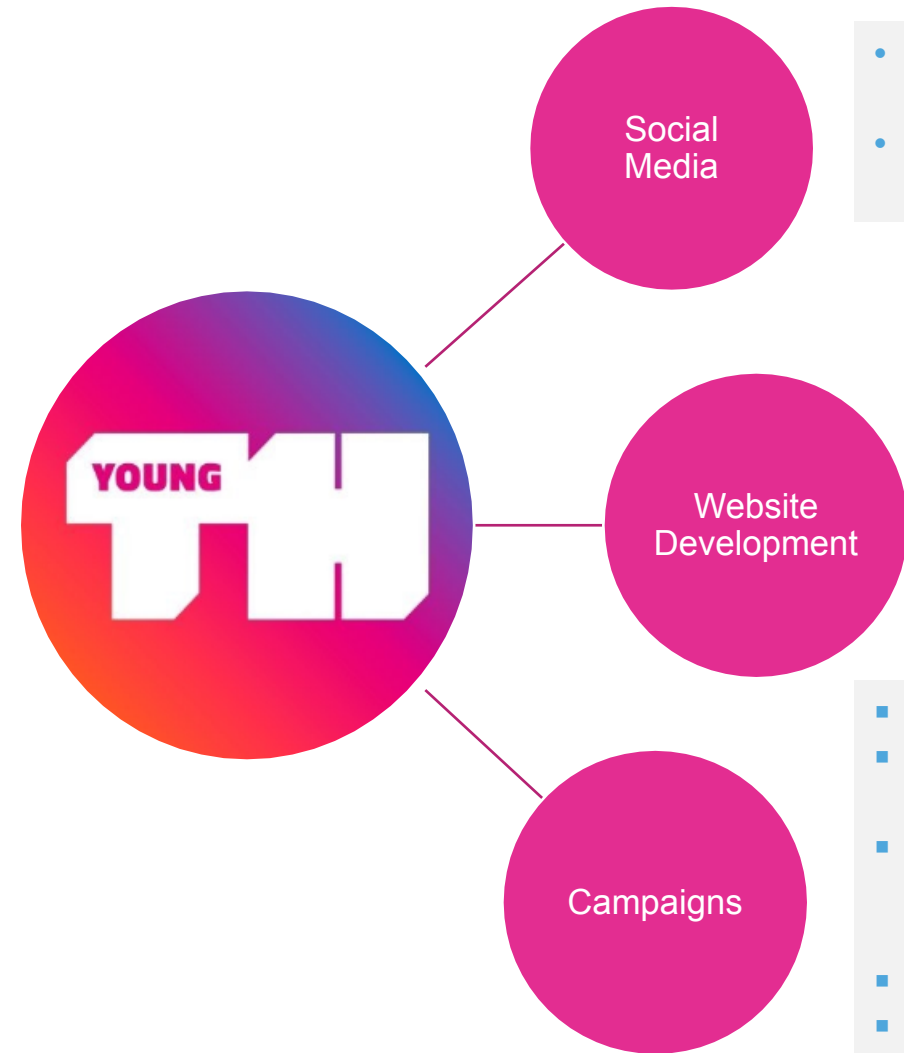 Social
Media
YOUNG
TH
Website
Development
Campaigns